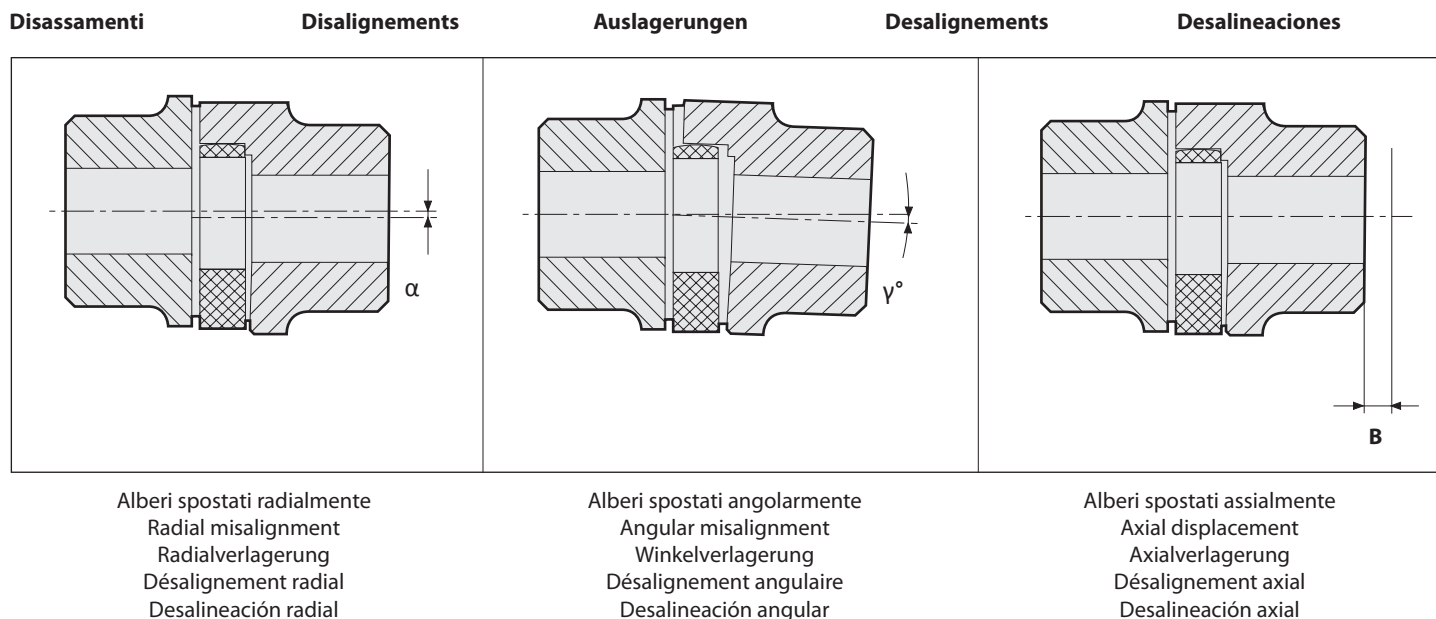 Disassamenti Disalignements Auslagerungen Desalignements Desalineaciones
α
γ°
B
Alberi spostati radialmente
Radial misalignment
Radialverlagerung
Désalignement radial
Desalineación radial
Alberi spostati angolarmente
Angular misalignment
Winkelverlagerung
Désalignement angulaire
Desalineación angular
Alberi spostati assialmente
Axial displacement
Axialverlagerung
Désalignement axial
Desalineación axial